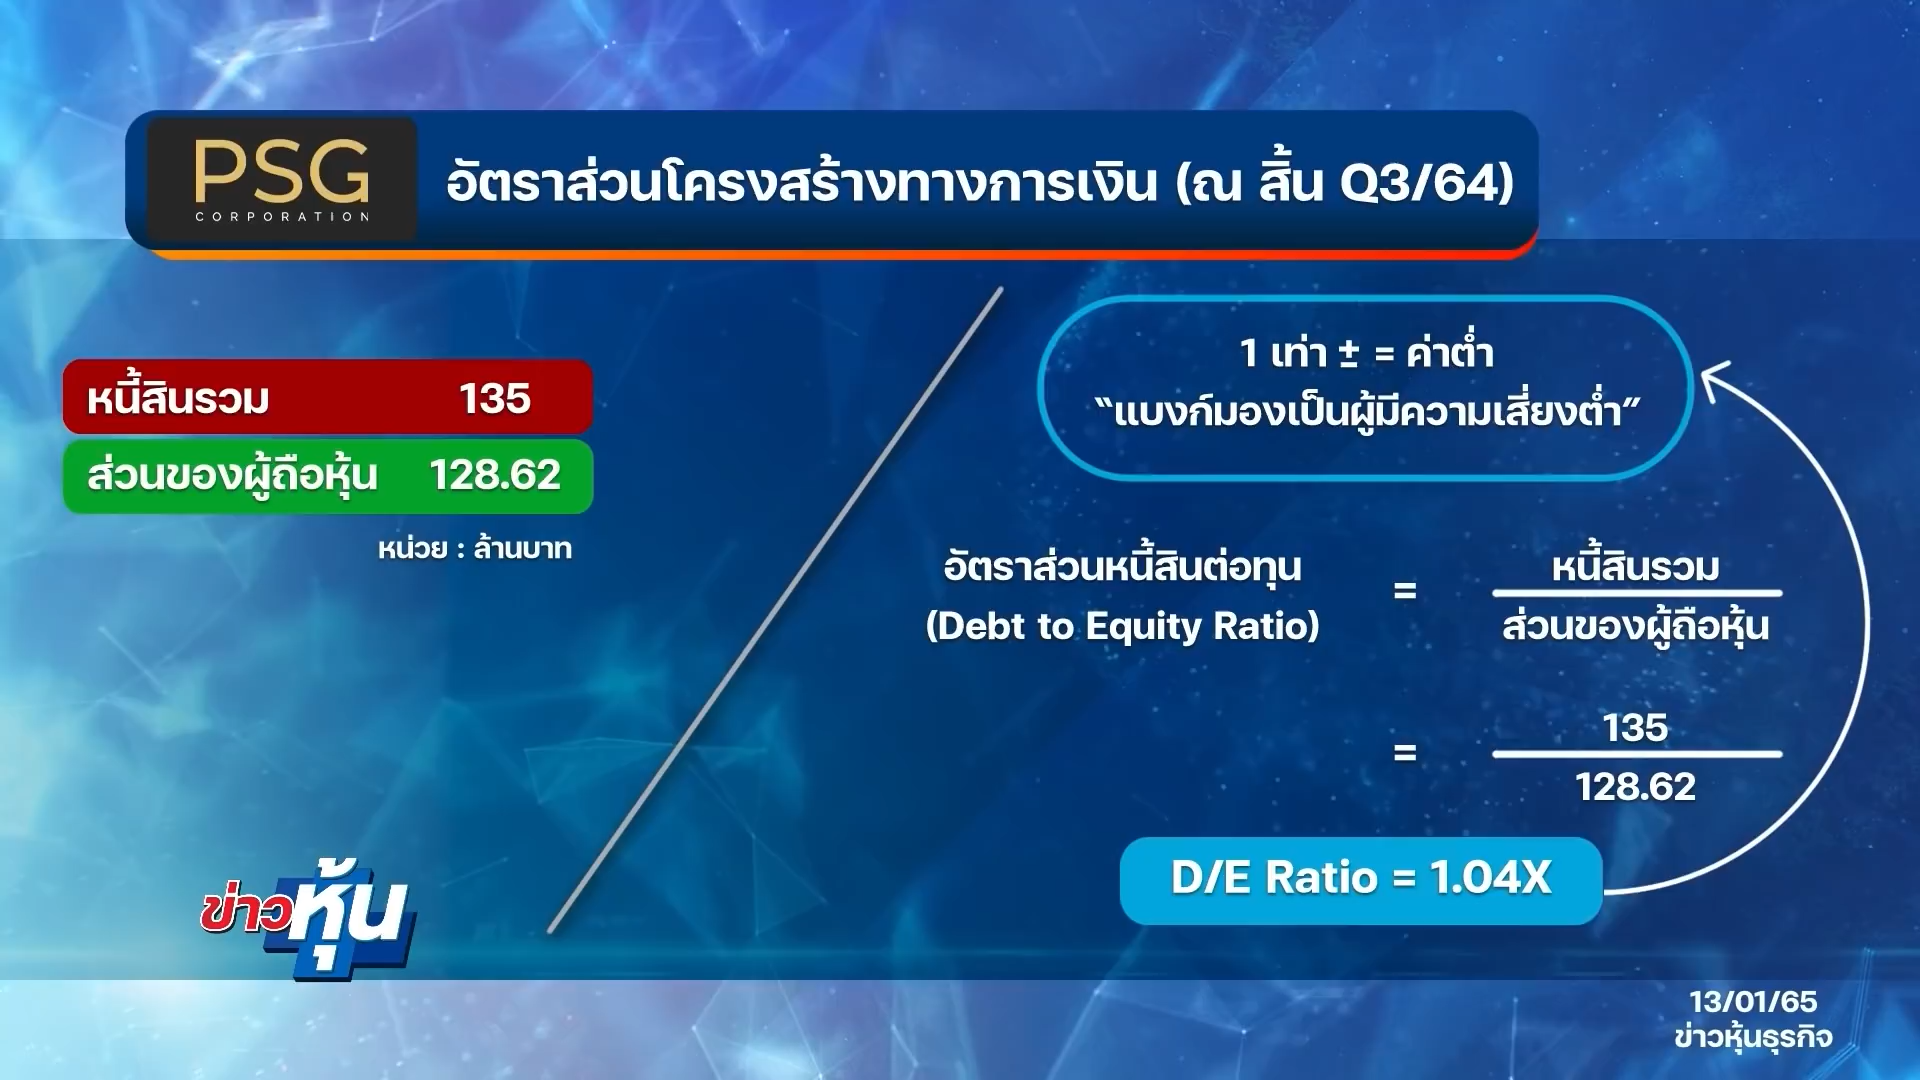 PSG
CORPORATION
อัตราส่วนโครงสร้างทางการเงิน (ณ สิ้น Q3/64)
หนี้สินรวม 135
ส่วนของผู้ถือหุ้น 128.62
หน่วย : ล้านบาท
1 เท่า ± = ค่าต่ำ
“แบงก์มองเป็นผู้มีความเสี่ยงต่ำ”
อัตราส่วนหนี้สินต่อทุน
(Debt to Equity Ratio)
=
หนี้สินรวม
ส่วนของผู้ถือหุ้น
=
135
128.62
D/E Ratio = 1.04X
ข่าวหุ้น
13/01/65
ข่าวหุ้นธุรกิจ